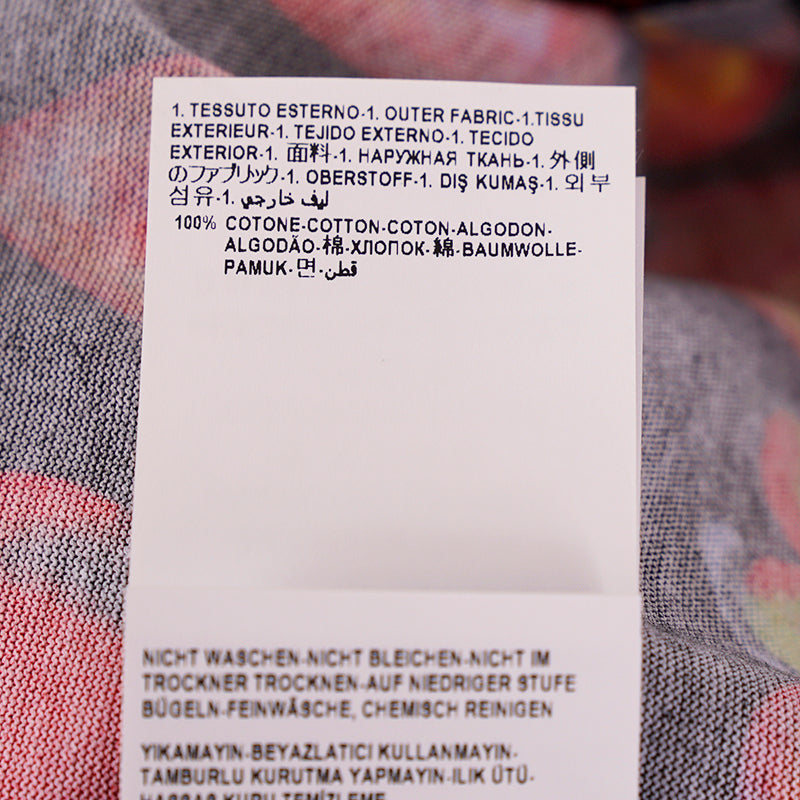 1. TESSUTO ESTERNO-1. OUTER FABRIC-1.TISSU
EXTERIEUR-1. TEJIDO EXTERNO-1. TECIDO
EXTERIOR-1. 面料-1. НАРУЖНАЯ ТКАНЬ-1. 外側
のファブリック-1. OBERSTOFF-1. DIŞ KUMAŞ-1. 외부
섬유-1. ليف خارجي
100% COTONE-COTTON-COTON-ALGODON-
ALGODÃO-棉-ХЛОПОК-綿-BAUMWOLLE-
PAMUK-면-قطن
NICHT WASCHEN-NICHT BLEICHEN-NICHT IM
TROCKNER TROCKNEN-AUF NIEDRIGER STUFE
BÜGELN-FEINWÄSCHE, CHEMISCH REINIGEN
YIKAMAYIN-BEYAZLATICI KULLANMAYIN-
TAMBURLU KURUTMA YAPMAYIN-ILIK ÜTÜ-
HASSAS KURU TEMİZLEME